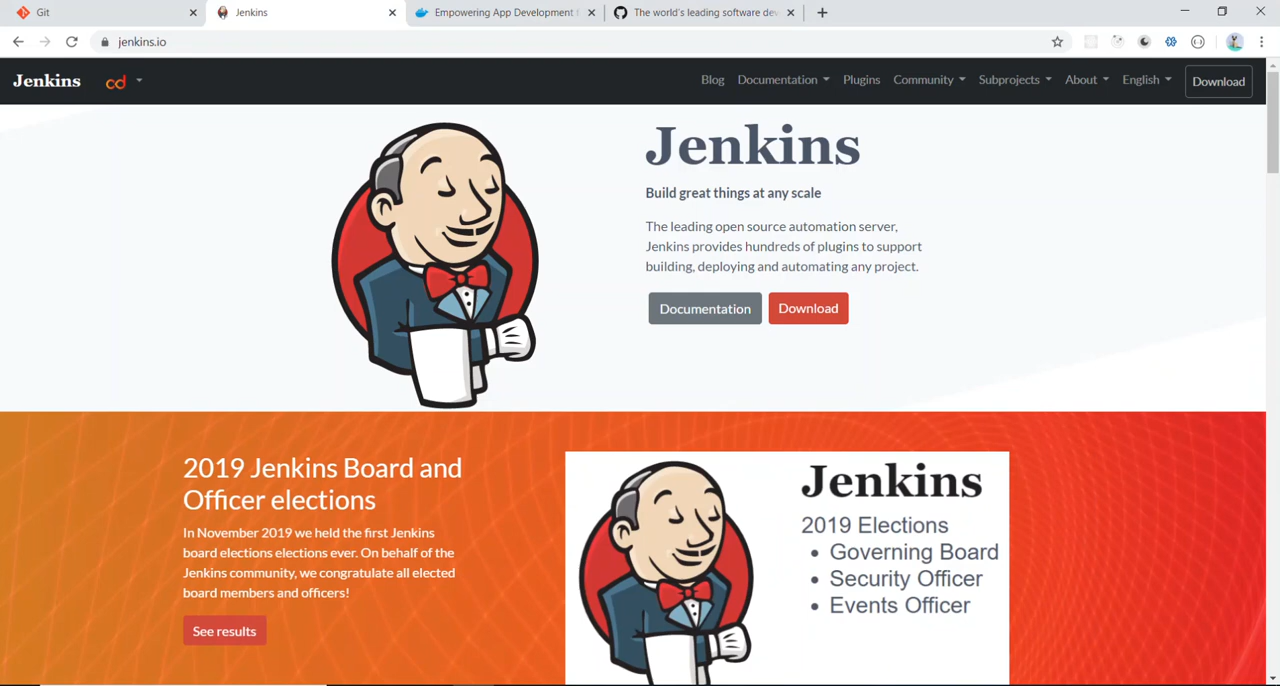 Git
Jenkins
Empowering App Development f
The world's leading software dev
jenkins.io
Jenkins
cd
Blog
Documentation
Plugins
Community
Subprojects
About
English
Download
Jenkins
Build great things at any scale
The leading open source automation server,
Jenkins provides hundreds of plugins to support
building, deploying and automating any project.
Documentation
Download
2019 Jenkins Board and
Officer elections
In November 2019 we held the first Jenkins
board elections elections ever. On behalf of the
Jenkins community, we congratulate all elected
board members and officers!
See results
Jenkins
2019 Elections
• Governing Board
• Security Officer
• Events Officer